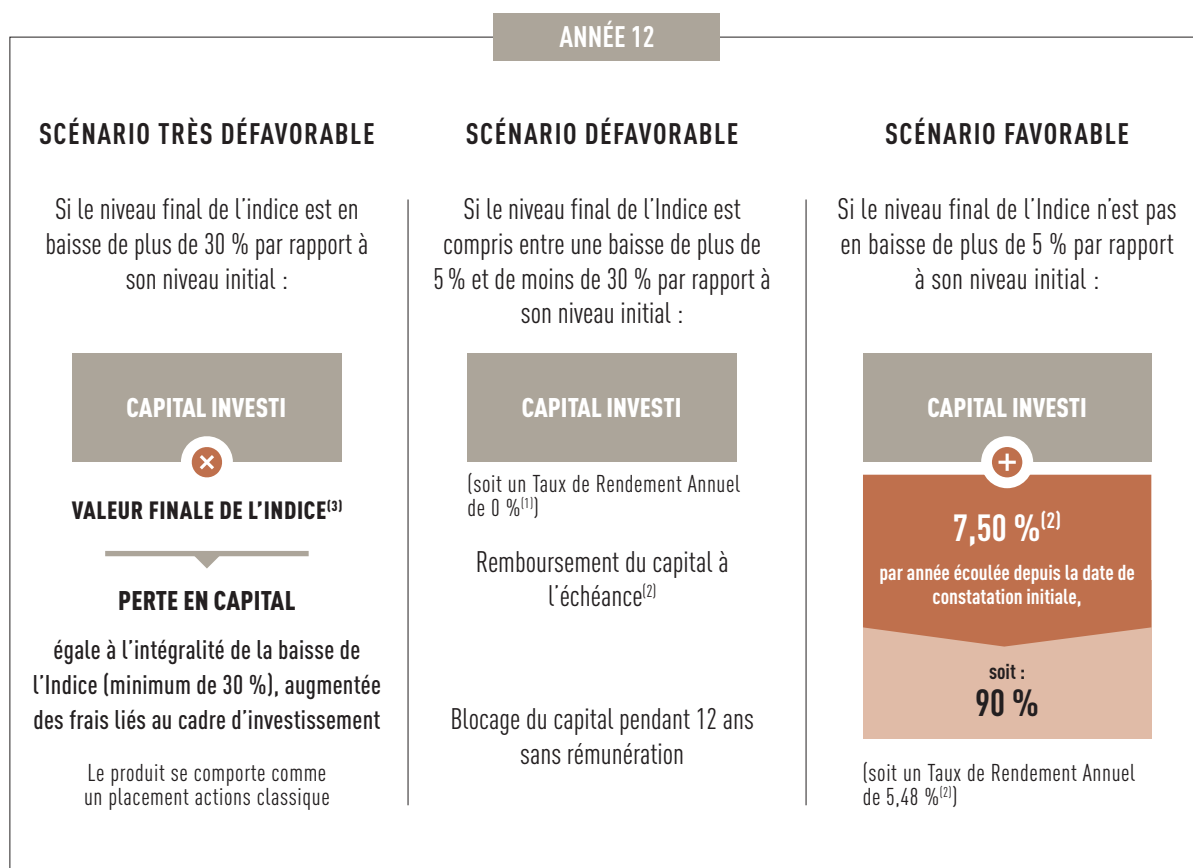 ANNÉE 12
SCÉNARIO TRÈS DÉFAVORABLE
Si le niveau final de l'indice est en
baisse de plus de 30 % par rapport à
son niveau initial :
CAPITAL INVESTI
×
VALEUR FINALE DE L'INDICE(3)
PERTE EN CAPITAL
égale à l'intégralité de la baisse de
l'Indice (minimum de 30 %), augmentée
des frais liés au cadre d'investissement
Le produit se comporte comme
un placement actions classique
SCÉNARIO DÉFAVORABLE
Si le niveau final de l'Indice est
compris entre une baisse de plus de
5 % et de moins de 30 % par rapport à
son niveau initial :
CAPITAL INVESTI
(soit un Taux de Rendement Annuel
de 0 %(1))
Remboursement du capital à
l'échéance(2)
Blocage du capital pendant 12 ans
sans rémunération
SCÉNARIO FAVORABLE
Si le niveau final de l'Indice n'est pas
en baisse de plus de 5 % par rapport
à son niveau initial :
CAPITAL INVESTI
+
7,50 %(2)
par année écoulée depuis la date de
constatation initiale,
soit :
90 %
(soit un Taux de Rendement Annuel
de 5,48 %(2))